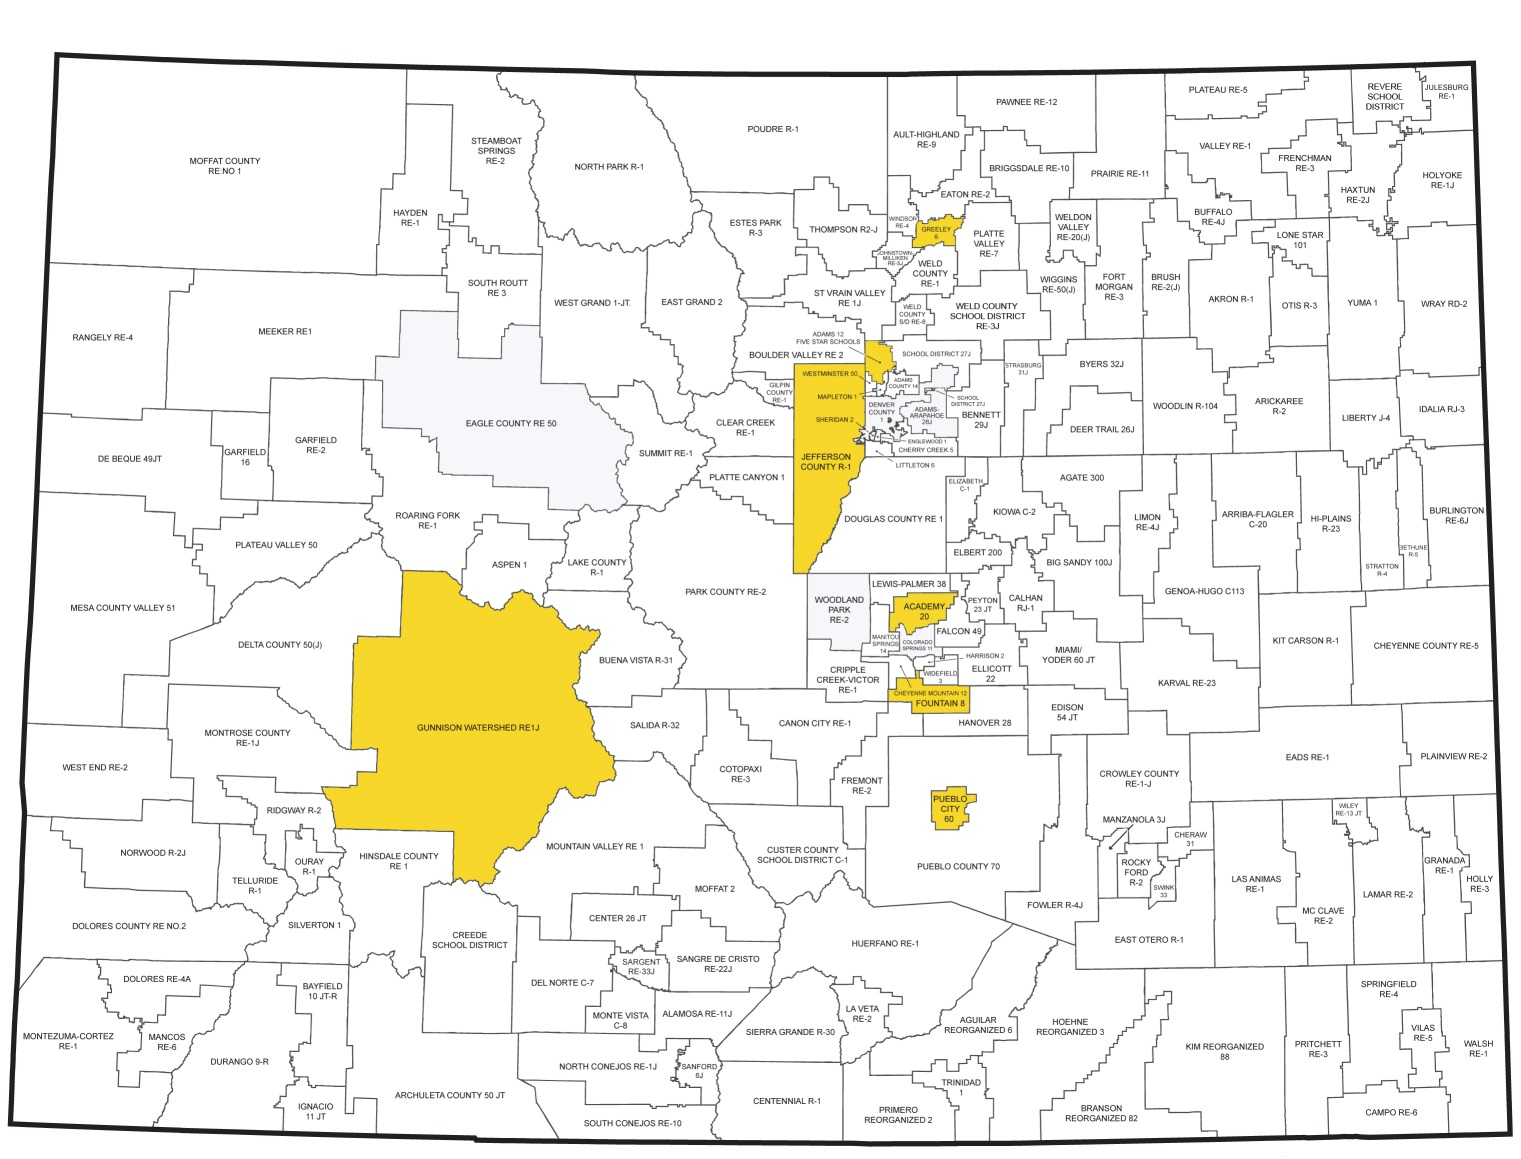 PLATEAU RE-5
REVERE
SCHOOL
DISTRICT
JULESBURG
RE-1
PAWNEE RE-12
POUDRE R-1
AULT-HIGHLAND
RE-9
STEAMBOAT
SPRINGS
RE-2
MOFFAT COUNTY
RE:NO 1
NORTH PARK R-1
BRIGGSDALE RE-10
PRAIRIE RE-11
VALLEY RE-1
FRENCHMAN
RE-3
HOLYOKE
RE-1J
HAXTUN
RE-2J
EATON RE-2
HAYDEN
RE-1
ESTES PARK
R-3
THOMPSON R2-J
WINDSOR
RE-4
GREELEY
6
PLATTE
VALLEY
RE-7
WELDON
VALLEY
RE-20(J)
BUFFALO
RE-4J
LONE STAR
101
JOHNSTOWN-
MILLIKEN
RE-5J
WELD
COUNTY
RE-1
SOUTH ROUTT
RE 3
WEST GRAND 1-JT.
EAST GRAND 2
ST VRAIN VALLEY
RE 1J
WIGGINS
RE-50(J)
FORT
MORGAN
RE-3
BRUSH
RE-2(J)
AKRON R-1
OTIS R-3
YUMA 1
WRAY RD-2
WELD
COUNTY
S/D RE-8
WELD COUNTY
SCHOOL DISTRICT
RE-3J
RANGELY RE-4
MEEKER RE1
ADAMS 12
FIVE STAR SCHOOLS
BOULDER VALLEY RE 2
SCHOOL DISTRICT 27J
STRASBURG
31J
BYERS 32J
WESTMINSTER 50
ADAMS
COUNTY 14
GILPIN
COUNTY
RE-1
MAPLETON 1
SCHOOL
DISTRICT 27J
DENVER
COUNTY
1
ADAMS-
ARAPAHOE
28J
BENNETT
29J
WOODLIN R-104
ARICKAREE
R-2
LIBERTY J-4
IDALIA RJ-3
SHERIDAN 2
EAGLE COUNTY RE 50
CLEAR CREEK
RE-1
DEER TRAIL 26J
ENGLEWOOD 1
CHERRY CREEK 5
LITTLETON 6
DE BEQUE 49JT
GARFIELD
16
GARFIELD
RE-2
SUMMIT RE-1
JEFFERSON
COUNTY R-1
PLATTE CANYON 1
ELIZABETH
C-1
AGATE 300
ROARING FORK
RE-1
DOUGLAS COUNTY RE 1
KIOWA C-2
LIMON
RE-4J
ARRIBA-FLAGLER
C-20
HI-PLAINS
R-23
BURLINGTON
RE-6J
BETHUNE
R-5
STRATTON
R-4
PLATEAU VALLEY 50
ASPEN 1
LAKE COUNTY
R-1
ELBERT 200
BIG SANDY 100J
MESA COUNTY VALLEY 51
PARK COUNTY RE-2
WOODLAND
PARK
RE-2
LEWIS-PALMER 38
ACADEMY
20
PEYTON
23 JT
CALHAN
RJ-1
GENOA-HUGO C113
DELTA COUNTY 50(J)
BUENA VISTA R-31
MANITOU
SPRINGS
14
COLORADO
SPRINGS 11
FALCON 49
KIT CARSON R-1
CHEYENNE COUNTY RE-5
HARRISON 2
MIAMI/
YODER 60 JT
CRIPPLE
CREEK-VICTOR
RE-1
WIDEFIELD
3
ELLICOTT
22
KARVAL RE-23
CHEYENNE MOUNTAIN 12
FOUNTAIN 8
GUNNISON WATERSHED RE1J
SALIDA R-32
CANON CITY RE-1
HANOVER 28
EDISON
54 JT
MONTROSE COUNTY
RE-1J
WEST END RE-2
COTOPAXI
RE-3
FREMONT
RE-2
CROWLEY COUNTY
RE-1-J
EADS RE-1
PLAINVIEW RE-2
PUEBLO
CITY
60
RIDGWAY R-2
WILEY
RE-13 JT
MANZANOLA 3J
CHERAW
31
NORWOOD R-2J
OURAY
R-1
HINSDALE COUNTY
RE 1
MOUNTAIN VALLEY RE 1
CUSTER COUNTY
SCHOOL DISTRICT C-1
PUEBLO COUNTY 70
ROCKY
FORD
R-2
SWINK
33
GRANADA
RE-1
HOLLY
RE-3
TELLURIDE
R-1
LAS ANIMAS
RE-1
LAMAR RE-2
MOFFAT 2
FOWLER R-4J
MC CLAVE
RE-2
DOLORES COUNTY RE NO.2
SILVERTON 1
CENTER 26 JT
CREEDE
SCHOOL DISTRICT
HUERFANO RE-1
EAST OTERO R-1
SARGENT
RE-33J
SANGRE DE CRISTO
RE-22J
DOLORES RE-4A
BAYFIELD
10 JT-R
DEL NORTE C-7
SPRINGFIELD
RE-4
MONTE VISTA
C-8
ALAMOSA RE-11J
LA VETA
RE-2
SIERRA GRANDE R-30
AGUILAR
REORGANIZED 6
HOEHNE
REORGANIZED 3
MONTEZUMA-CORTEZ
RE-1
MANCOS
RE-6
VILAS
RE-5
WALSH
RE-1
DURANGO 9-R
KIM REORGANIZED
88
PRITCHETT
RE-3
NORTH CONEJOS RE-1J
SANFORD
6J
TRINIDAD
1
ARCHULETA COUNTY 50 JT
CENTENNIAL R-1
IGNACIO
11 JT
PRIMERO
REORGANIZED 2
BRANSON
REORGANIZED 82
CAMPO RE-6
SOUTH CONEJOS RE-10